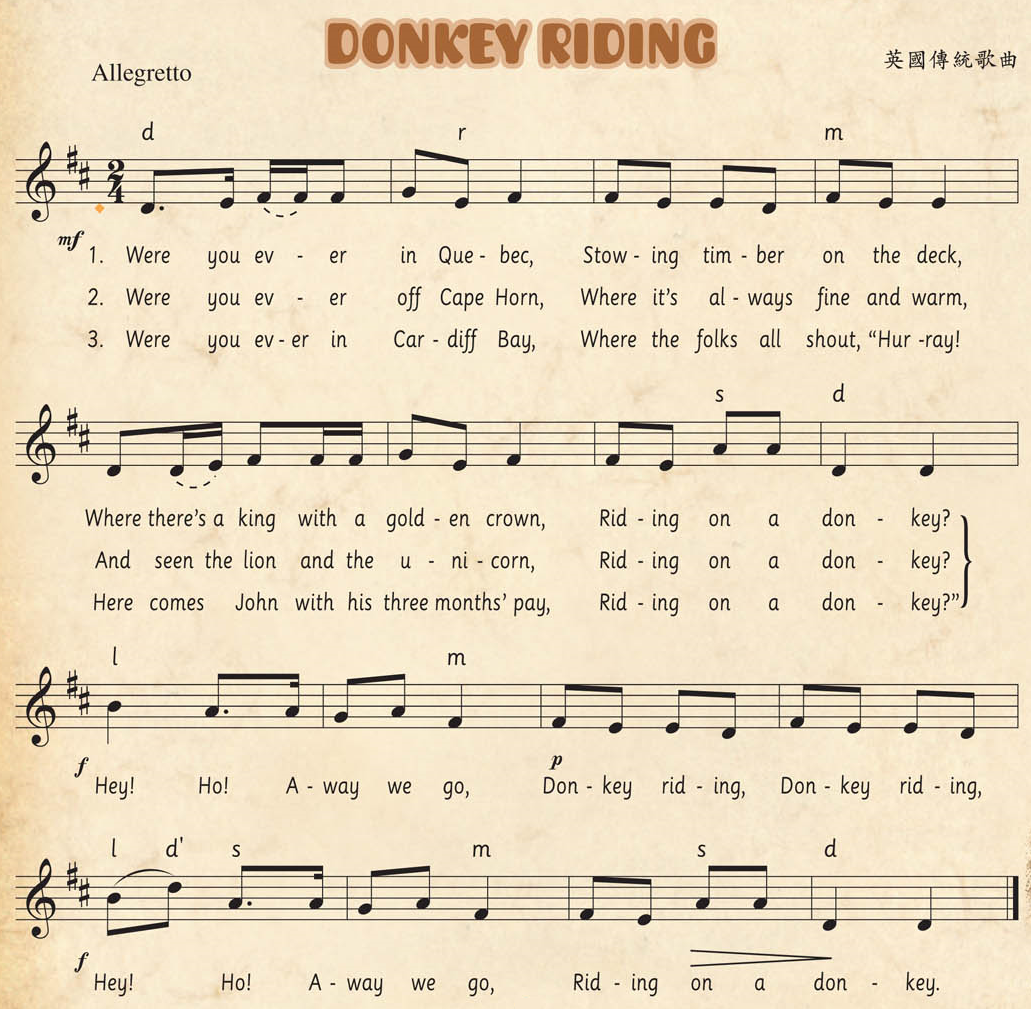 DONKEY RIDING
Allegretto
英國傳統歌曲
d r m
2
4
mf
1. Were you ev - er in Que - bec, Stow - ing tim - ber on the deck,
2. Were you ev - er off Cape Horn, Where it's al - ways fine and warm,
3. Were you ev - er in Car - diff Bay, Where the folks all shout, “Hur -ray!
s d
Where there's a king with a gold - en crown, Rid - ing on a don - key?
And seen the lion and the u - ni - corn, Rid - ing on a don - key?
Here comes John with his three months' pay, Rid - ing on a don - key?”
l m
f p
Hey! Ho! A - way we go, Don - key rid - ing, Don - key rid - ing,
l d' s m s d
f
Hey! Ho! A - way we go, Rid - ing on a don - key.